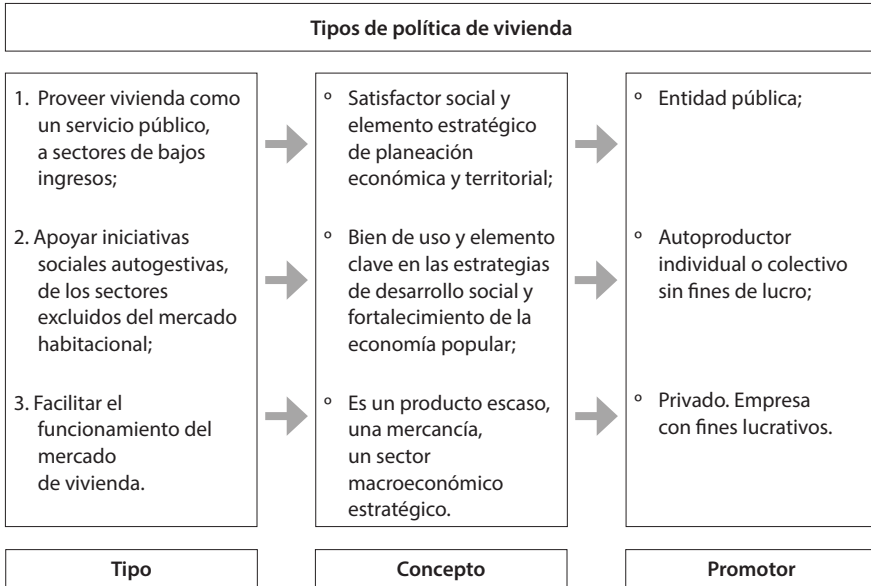 Tipos de política de vivienda
1. Proveer vivienda como
un servicio público,
a sectores de bajos
ingresos;
º Satisfactor social y
elemento estratégico
de planeación
económica y territorial;
º Entidad pública;
2. Apoyar iniciativas
sociales autogestivas,
de los sectores
excluidos del mercado
habitacional;
º Bien de uso y elemento
clave en las estrategias
de desarrollo social y
fortalecimiento de la
economía popular;
º Autoproductor
individual o colectivo
sin fines de lucro;
3. Facilitar el
funcionamiento del
mercado
de vivienda.
º Es un producto escaso,
una mercancía,
un sector
macroeconómico
estratégico.
º Privado. Empresa
con fines lucrativos.
Tipo
Concepto
Promotor